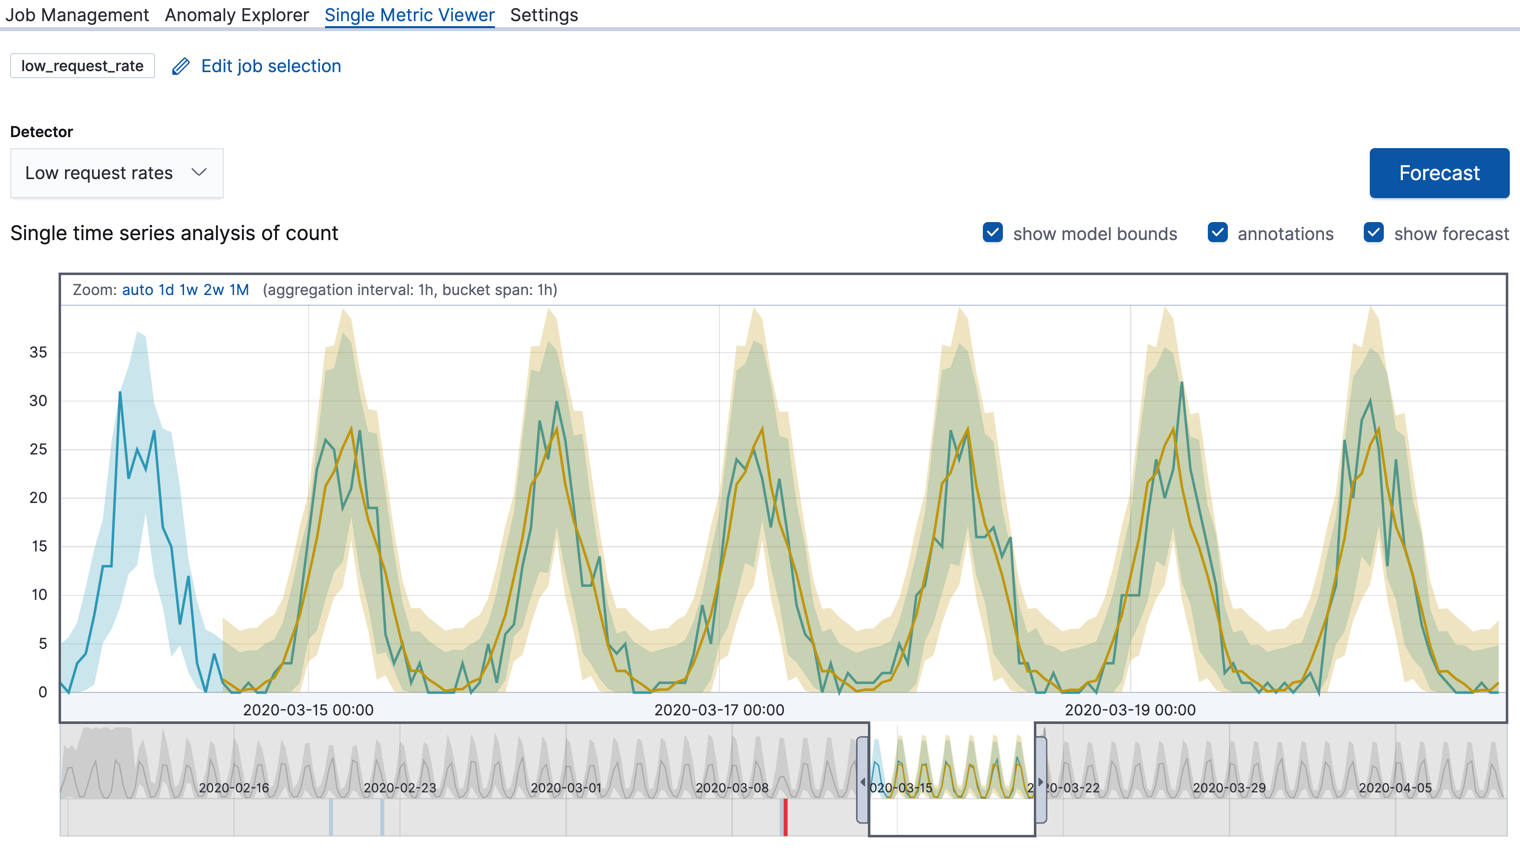 Job Management Anomaly Explorer Single Metric Viewer Settings
low_request_rate Edit job selection
Detector
Low request rates Forecast
Single time series analysis of count show model bounds annotations show forecast
Zoom: auto 1d 1w 2w 1M (aggregation interval: 1h, bucket span: 1h)
35
30
25
20
15
10
5
0
2020-03-15 00:00 2020-03-17 00:00 2020-03-19 00:00
2020-02-16 2020-02-23 2020-03-01 2020-03-08 020-03-15 20 -03-22 2020-03-29 2020-04-05